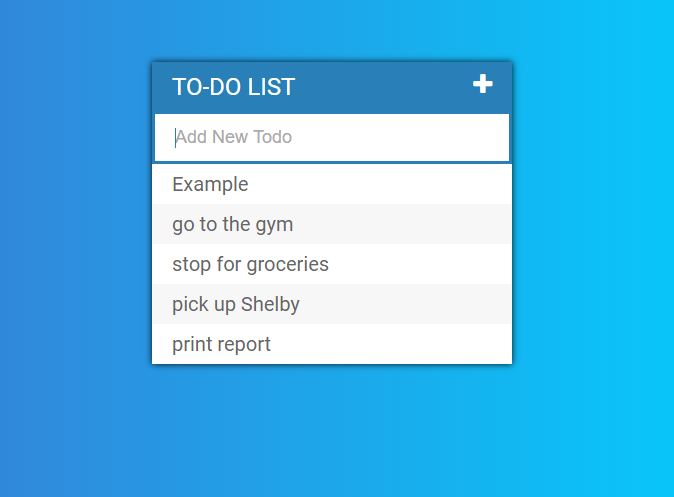 TO-DO LIST
Add New Todo
Example
go to the gym
stop for groceries
pick up Shelby
print report